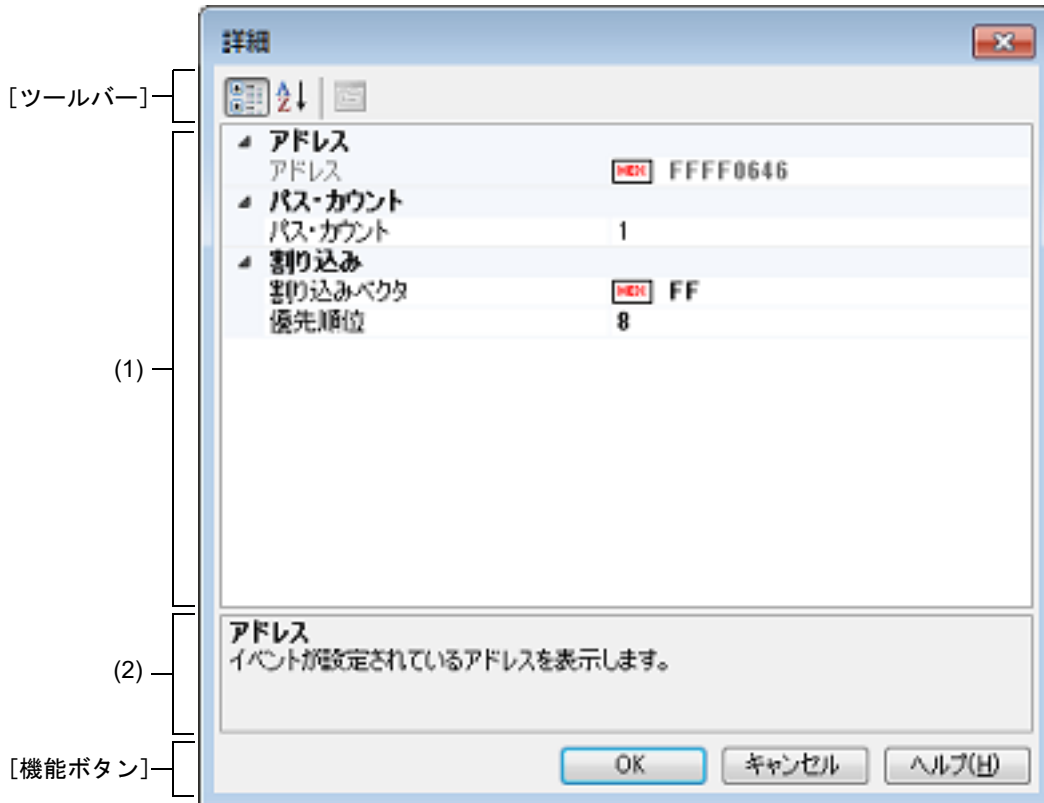 詳細
[ツールバー]
アドレス
アドレス HEX FFFF0646
パス・カウント
パス・カウント 1
割り込み
割り込みベクタ HEX FF
優先順位 8
(1)
アドレス
イベントが設定されているアドレスを表示します。
(2)
[機能ボタン]
OK キャンセル ヘルプ(H)